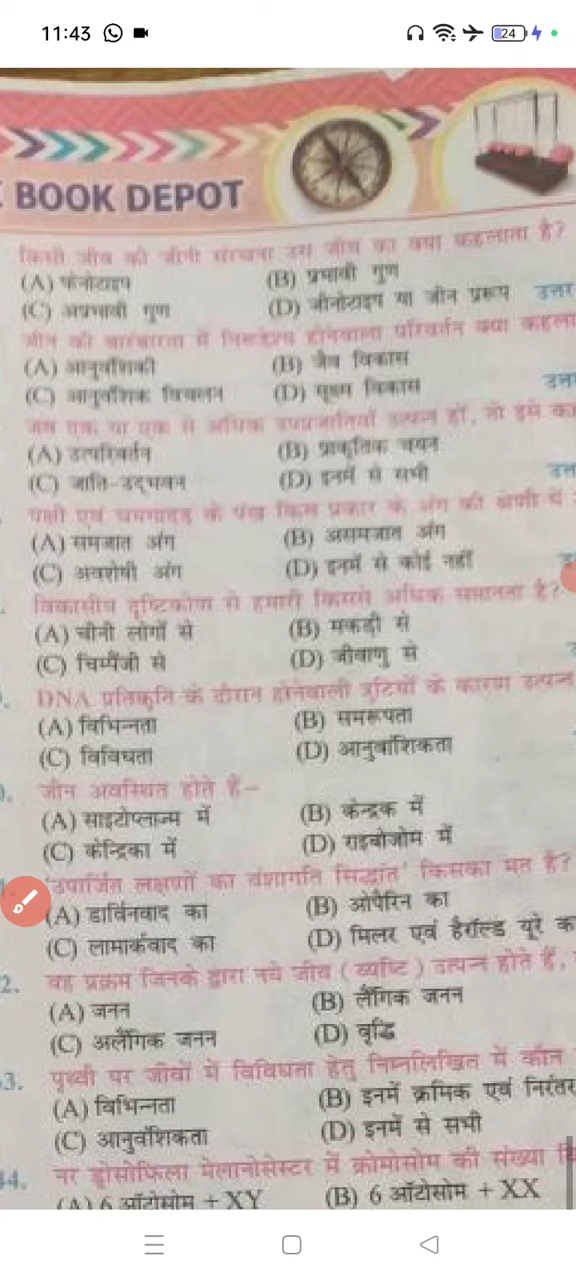 11:43
24
BOOK DEPOT
किसी जीव की जीनी संरचना उस जीव का क्या कहलाता है?
(A) फेनोटाइप (B) प्रभावी गुण
(C) अप्रभावी गुण (D) जीनोटाइप या जीन प्ररूप उत्तर
जीन की बारंबारता में निरूद्देश्य होनेवाला परिवर्तन क्या कहला
(A) आनुवंशिकी (B) जैव विकास
(C) आनुवंशिक विचलन (D) सूक्ष्म विकास उत्त
जब एक या एक से अधिक उपप्रजातियाँ उत्पन्न हों, तो इसे
(A) उत्परिवर्तन (B) प्राकृतिक चयन
(C) जाति-उद्भवन (D) इनमें से सभी उत्त
पक्षी एवं चमगादड़ के पंख किस प्रकार के अंग की श्रेणी में
(A) समजात अंग (B) असमजात अंग
(C) अवशेषी अंग (D) इनमें से कोई नहीं
विकासीय दृष्टिकोण से हमारी किससे अधिक समानता है?
(A) चीनी लोगों से (B) मकड़ी से
(C) चिम्पैंजी से (D) जीवाणु से
DNA प्रतिकृति के दौरान होनेवाली त्रुटियों के कारण उत्पन्न
(A) विभिन्नता (B) समरूपता
(C) विविधता (D) आनुवांशिकता
जीन अवस्थित होते हैं–
(A) साइटोप्लाज्म में (B) केन्द्रक में
(C) केन्द्रिका में (D) राइबोजोम में
'उपार्जित लक्षणों का वंशागति सिद्धांत' किसका मत है?
(A) डार्विनवाद का (B) ओपैरिन का
(C) लामार्कवाद का (D) मिलर एवं हैरॉल्ड यूरे क
2. वह प्रक्रम जिनके द्वारा नये जीव (व्यष्टि) उत्पन्न होते हैं,
(A) जनन (B) लैंगिक जनन
(C) अलैंगिक जनन (D) वृद्धि
3. पृथ्वी पर जीवों में विविधता हेतु निम्नलिखित में कौन
(A) विभिन्नता (B) इनमें क्रमिक एवं निरंतर
(C) आनुवंशिकता (D) इनमें से सभी
34. नर ड्रोसोफिला मेलानोसेस्टर में क्रोमोसोम की संख्या
(A) 6 ऑटोसोम + XY (B) 6 ऑटोसोम + XX